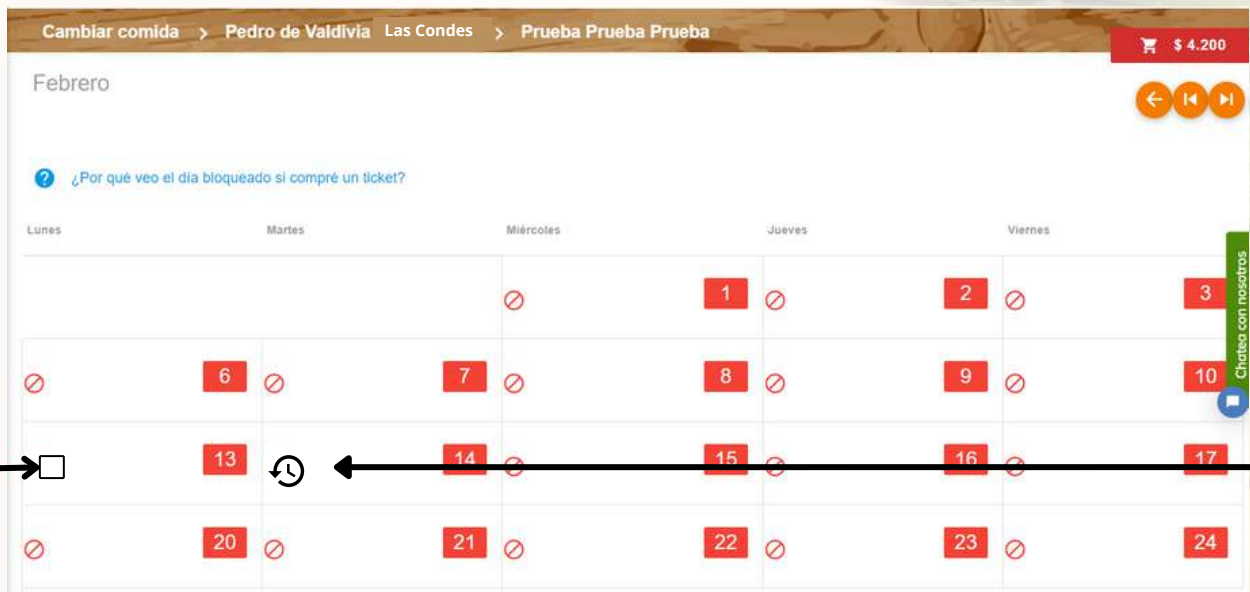 Cambiar comida > Pedro de Valdivia Las Condes > Prueba Prueba Prueba
$ 4.200
Febrero
¿Por qué veo el día bloqueado si compré un ticket?
Lunes Martes Miércoles Jueves Viernes
1 2 3
6 7 8 9 10
13 14 15 16 17
20 21 22 23 24
Chatea con nosotros